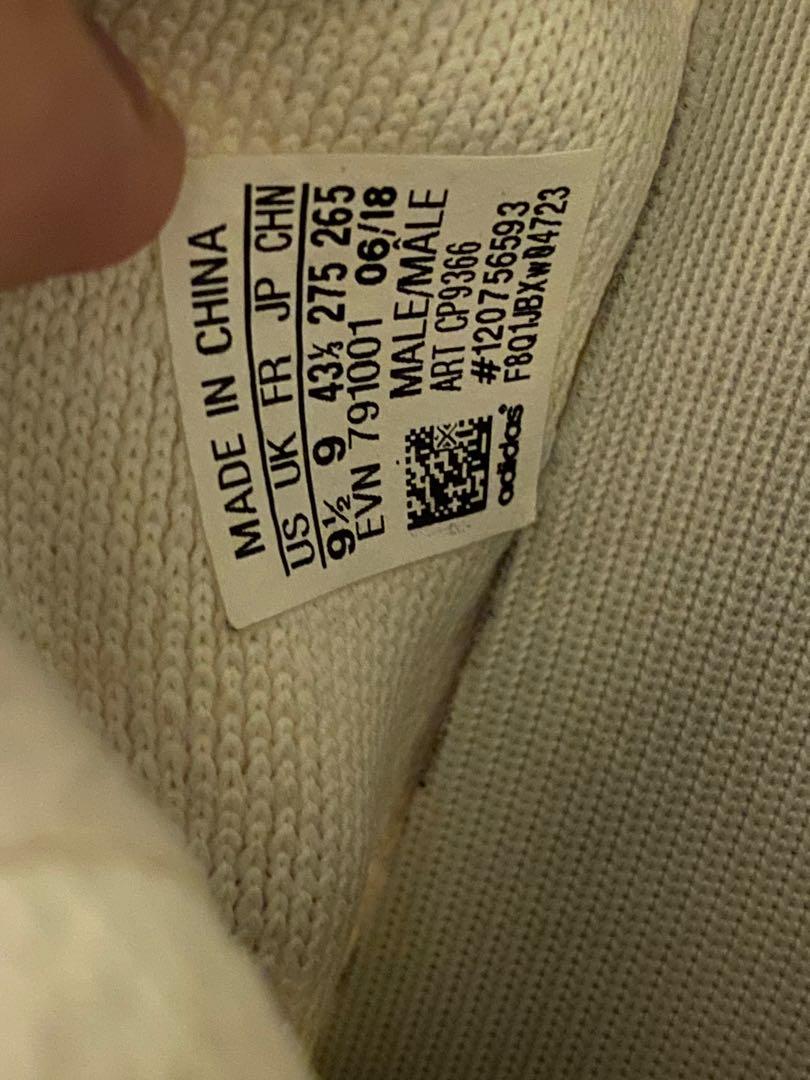 MADE IN CHINA
US UK FR JP CHN
9½ 9 43⅓ 275 265
EVN 791001 06/18
MALE/MÂLE
ART CP9366
#120756593
F8Q1JBXW04723
adidas